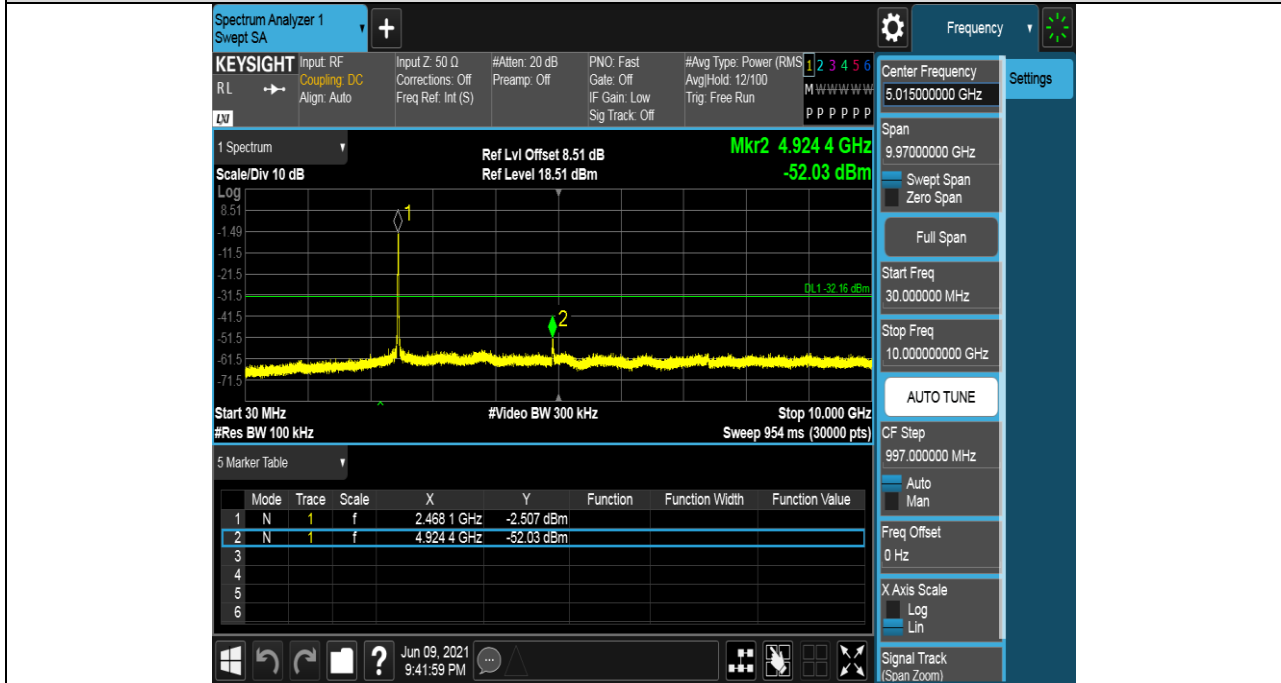 Spectrum Analyzer 1
Swept SA
+
Frequency
KEYSIGHT
RL
LXI
Input: RF
Coupling: DC
Align: Auto
Input Z: 50 Ω
Corrections: Off
Freq Ref: Int (S)
#Atten: 20 dB
Preamp: Off
PNO: Fast
Gate: Off
IF Gain: Low
Sig Track: Off
#Avg Type: Power (RMS
Avg|Hold: 12/100
Trig: Free Run
1 2 3 4 5 6
M W W W W W
P P P P P P
1 Spectrum
Scale/Div 10 dB
Ref Lvl Offset 8.51 dB
Ref Level 18.51 dBm
Mkr2 4.924 4 GHz
-52.03 dBm
Log
8.51
-1.49
-11.5
-21.5
-31.5
-41.5
-51.5
-61.5
-71.5
1
2
DL1 -32.16 dBm
Start 30 MHz
#Video BW 300 kHz
Stop 10.000 GHz
#Res BW 100 kHz
Sweep 954 ms (30000 pts)
5 Marker Table
Mode Trace Scale X Y Function Function Width Function Value
1 N 1 f 2.468 1 GHz -2.507 dBm
2 N 1 f 4.924 4 GHz -52.03 dBm
3
4
5
6
?
Jun 09, 2021
9:41:59 PM
Center Frequency
5.015000000 GHz
Span
9.97000000 GHz
Swept Span
Zero Span
Full Span
Start Freq
30.000000 MHz
Stop Freq
10.000000000 GHz
AUTO TUNE
CF Step
997.000000 MHz
Auto
Man
Freq Offset
0 Hz
X Axis Scale
Log
Lin
Signal Track
(Span Zoom)
Settings